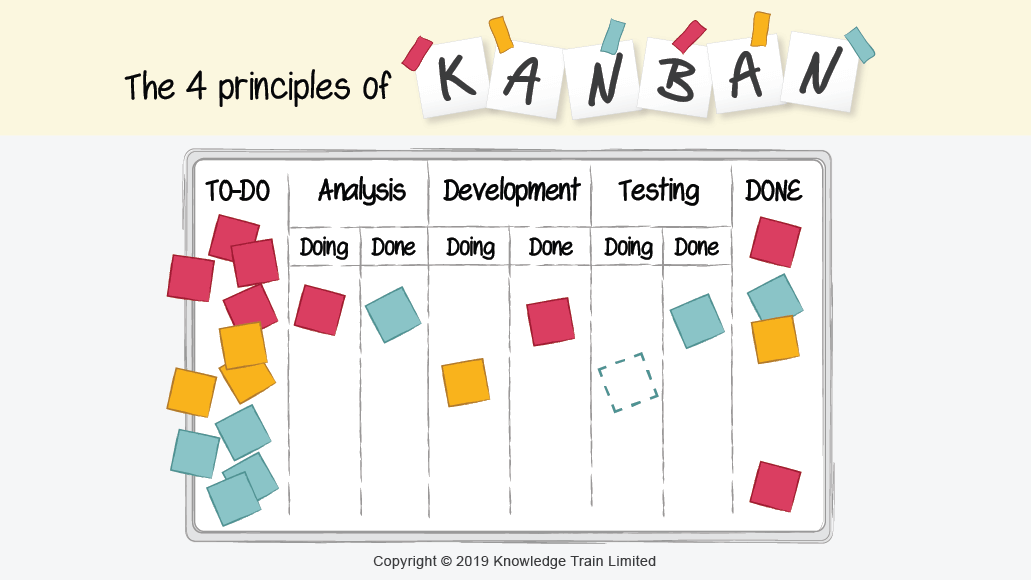 The 4 principles of KANBAN
TO-DO Analysis Development Testing DONE
Doing Done Doing Done Doing Done
Copyright © 2019 Knowledge Train Limited